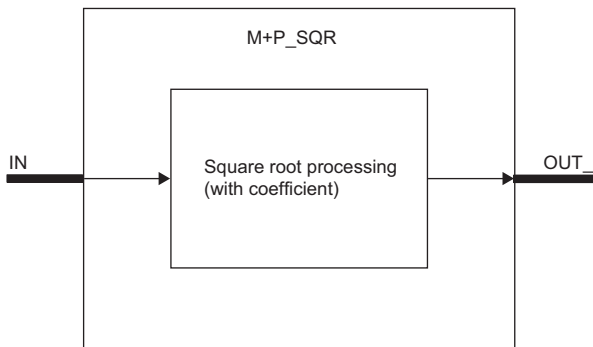 M+P_SQR
IN
Square root processing
(with coefficient)
OUT_